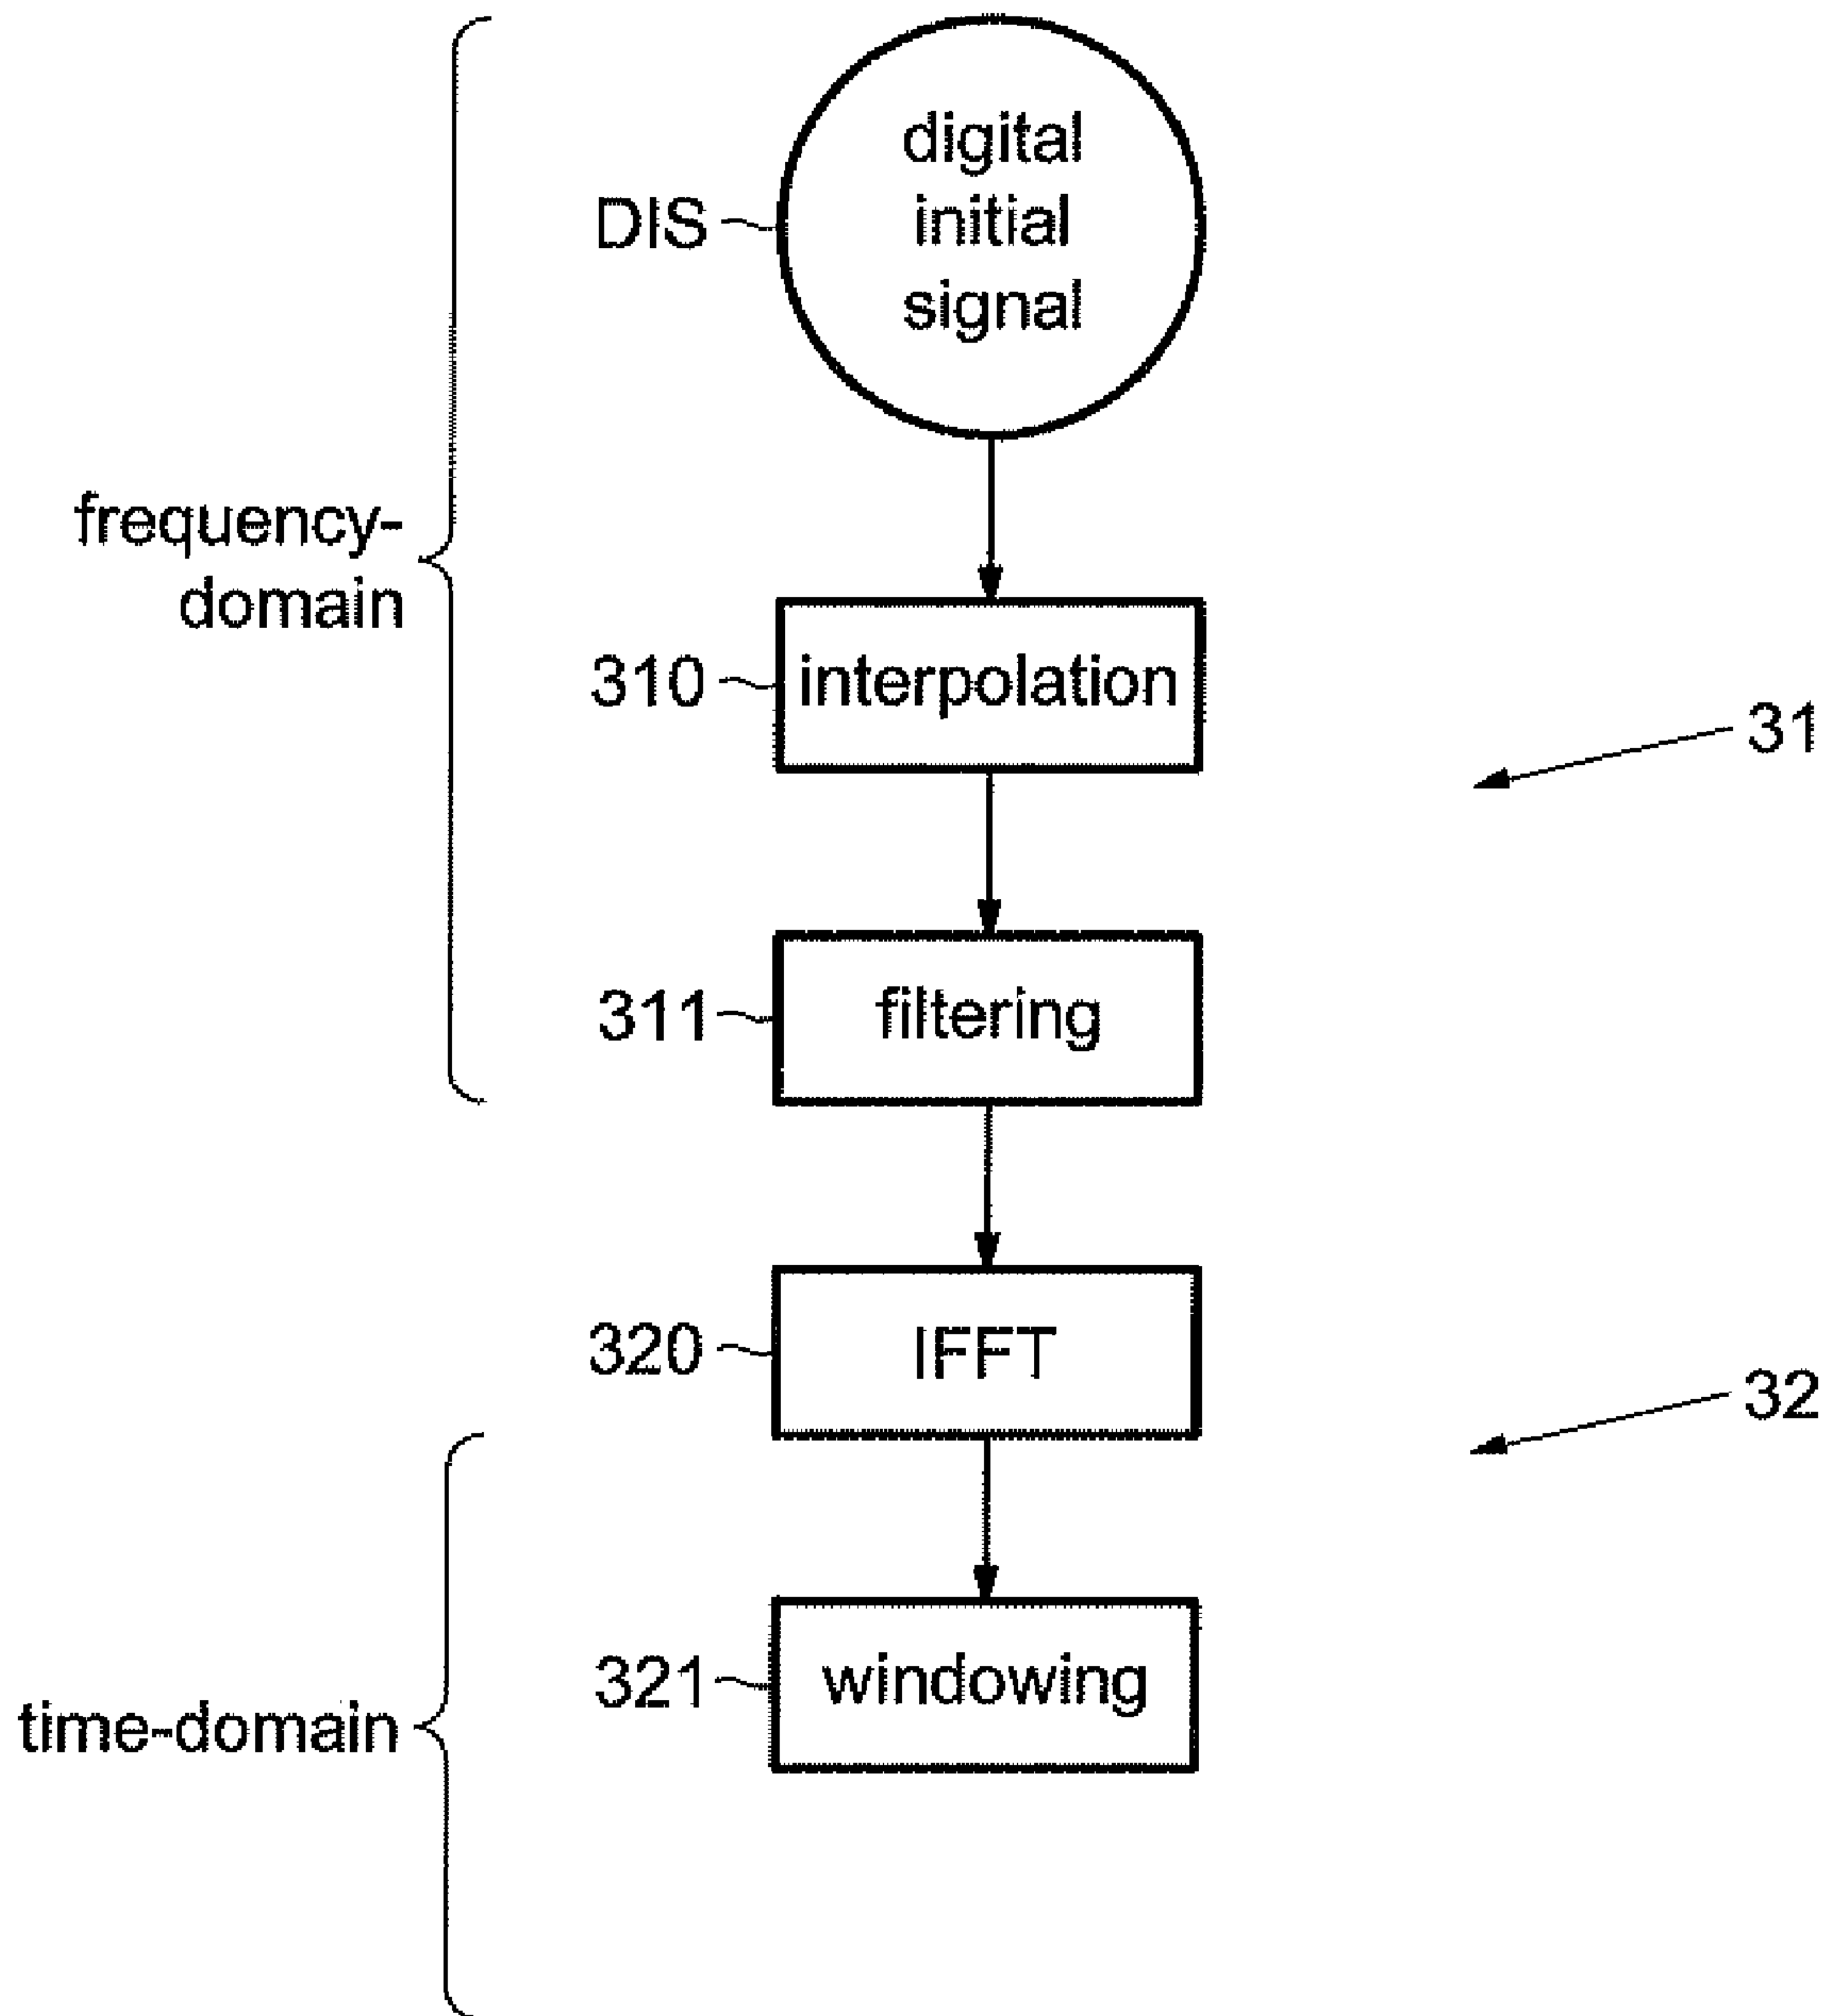 digital
initial
signal
DIS
frequency-
domain
310
interpolation
31
311
filtering
320
IFFT
32
321
windowing
time-domain